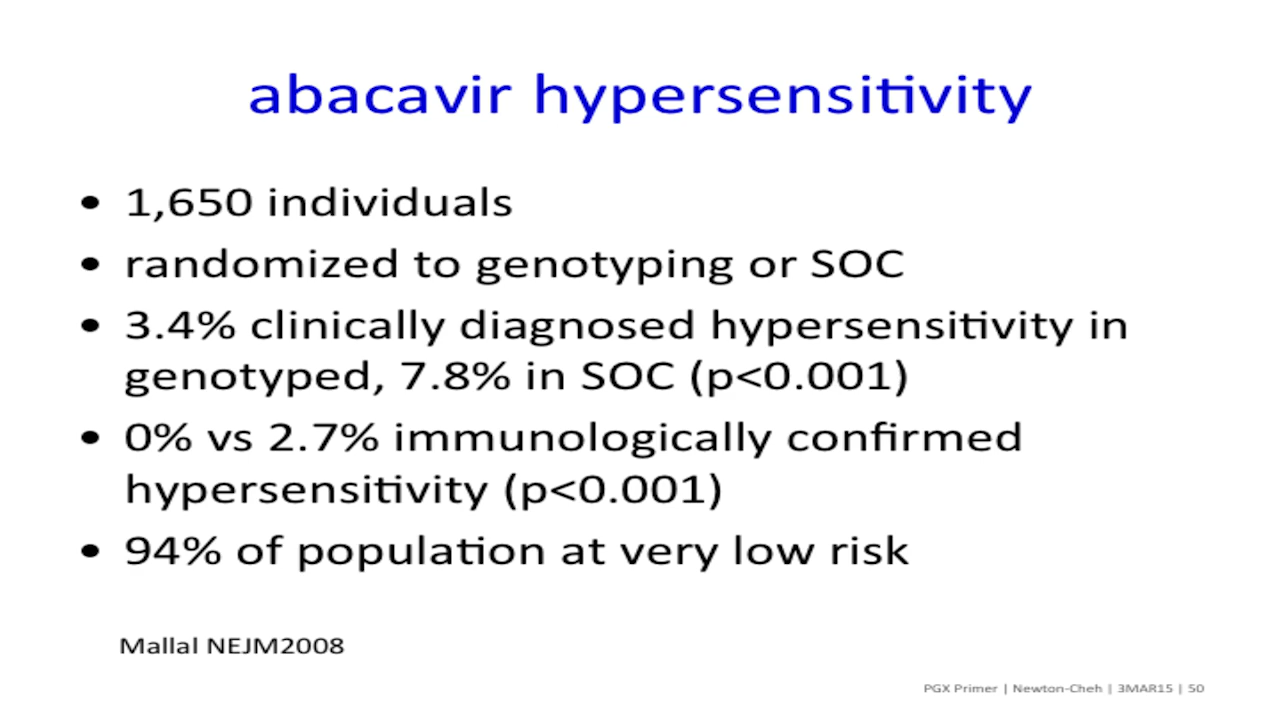 abacavir hypersensitivity
• 1,650 individuals
• randomized to genotyping or SOC
• 3.4% clinically diagnosed hypersensitivity in
genotyped, 7.8% in SOC (p<0.001)
• 0% vs 2.7% immunologically confirmed
hypersensitivity (p<0.001)
• 94% of population at very low risk
Mallal NEJM2008
PGX Primer | Newton-Cheh | 3MAR15 | 50